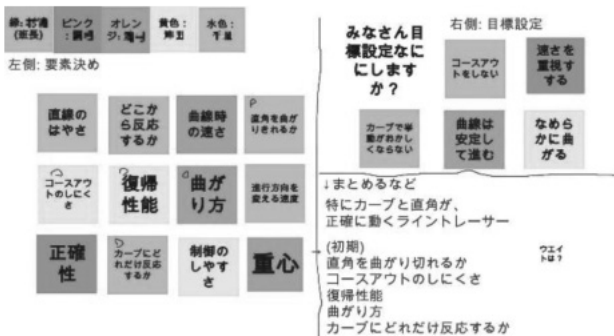 緑:
(班長)
ピンク
:
オレン
ジ:
黄色:
水色:
左側: 要素決め
直線の
はやさ
どこか
ら反応
するか
曲線時
の速さ
直角を曲が
りきれるか
コースアウ
トのしにく
さ
復帰
性能
曲が
り方
進行方向を
変える速度
正確
性
カーブにど
れだけ反応
するか
制御の
しやす
さ
重心
みなさん目
標設定なに
にします
か?
右側: 目標設定
コースアウ
トをしない
速さを
重視す
する
カーブで挙
動がおかし
くならない
曲線は
安定し
て進む
なめら
かに曲
がる
↓まとめるなど
特にカーブと直角が、
正確に動くライントレーサー
→(初期)
直角を曲がり切れるか
コースアウトのしにくさ
復帰性能
曲がり方
カーブにどれだけ反応するか
ウエイ
トは?